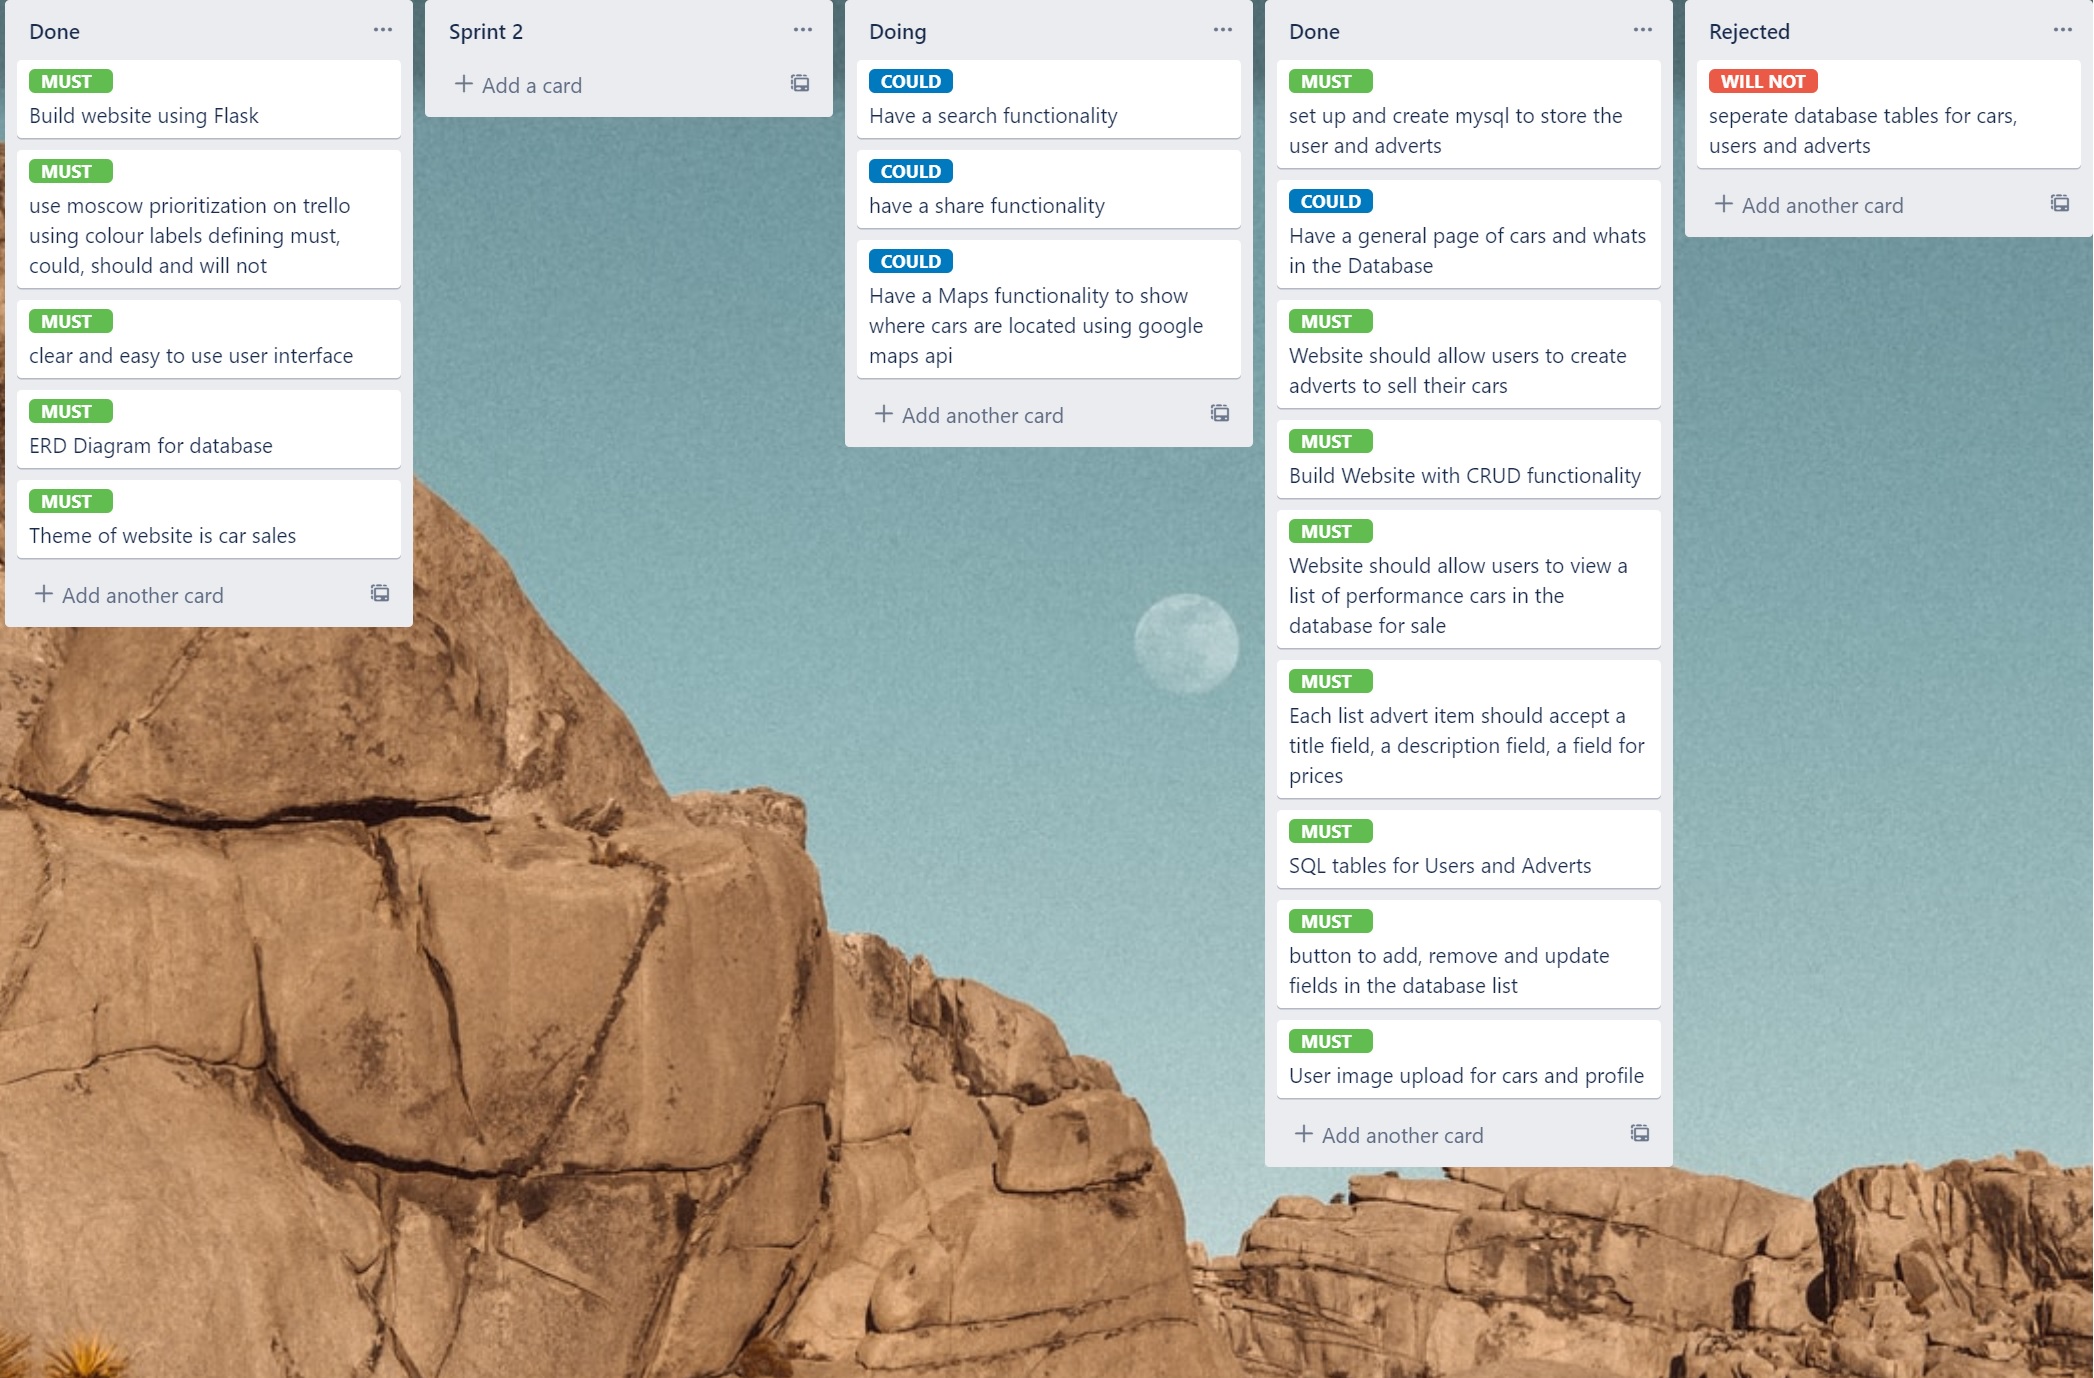 Done
MUST
Build website using Flask
MUST
use moscow prioritization on trello
using colour labels defining must,
could, should and will not
MUST
clear and easy to use user interface
MUST
ERD Diagram for database
MUST
Theme of website is car sales
Add another card
Sprint 2
Add a card
Doing
COULD
Have a search functionality
COULD
have a share functionality
COULD
Have a Maps functionality to show
where cars are located using google
maps api
Add another card
Done
MUST
set up and create mysql to store the
user and adverts
COULD
Have a general page of cars and whats
in the Database
MUST
Website should allow users to create
adverts to sell their cars
MUST
Build Website with CRUD functionality
MUST
Website should allow users to view a
list of performance cars in the
database for sale
MUST
Each list advert item should accept a
title field, a description field, a field for
prices
MUST
SQL tables for Users and Adverts
MUST
button to add, remove and update
fields in the database list
MUST
User image upload for cars and profile
Add another card
Rejected
WILL NOT
seperate database tables for cars,
users and adverts
Add another card